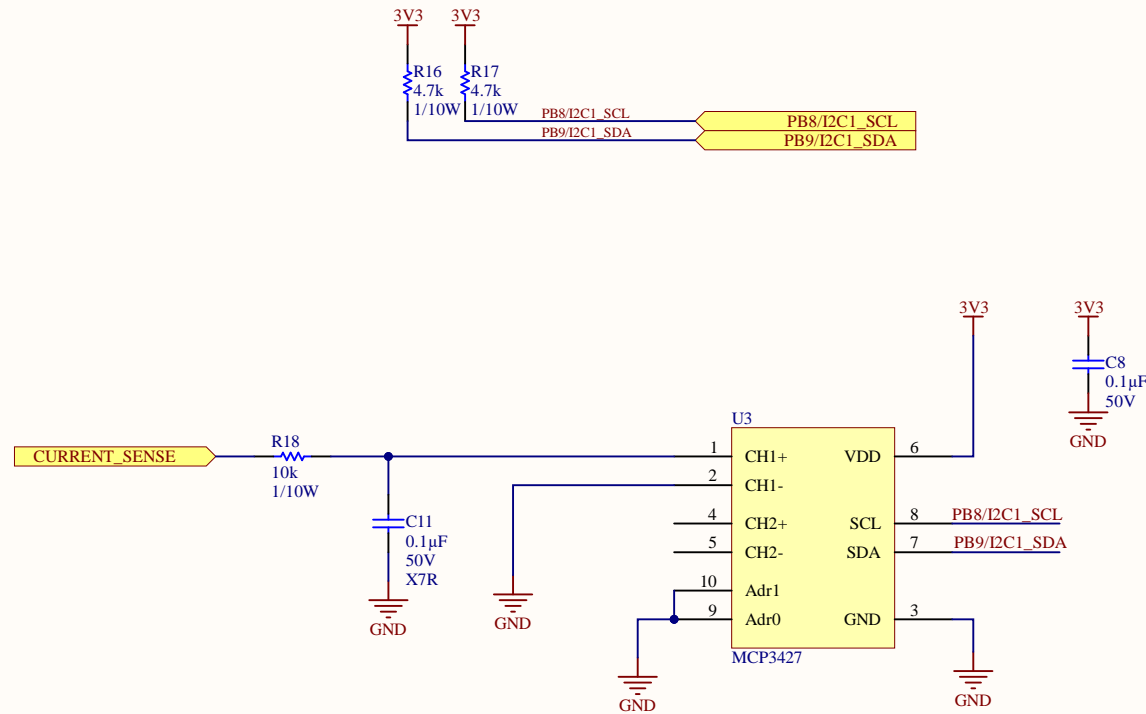 3V3
3V3
R16
4.7k
1/10W
R17
4.7k
1/10W
PB8/I2C1_SCL
PB8/I2C1_SCL
PB9/I2C1_SDA
PB9/I2C1_SDA
3V3
3V3
C8
0.1µF
50V
GND
U3
CURRENT_SENSE
R18
10k
1/10W
1
CH1+
VDD
6
2
CH1-
4
CH2+
SCL
8
PB8/I2C1_SCL
5
CH2-
SDA
7
PB9/I2C1_SDA
C11
0.1µF
50V
X7R
GND
GND
10
Adr1
9
Adr0
GND
3
MCP3427
GND
GND